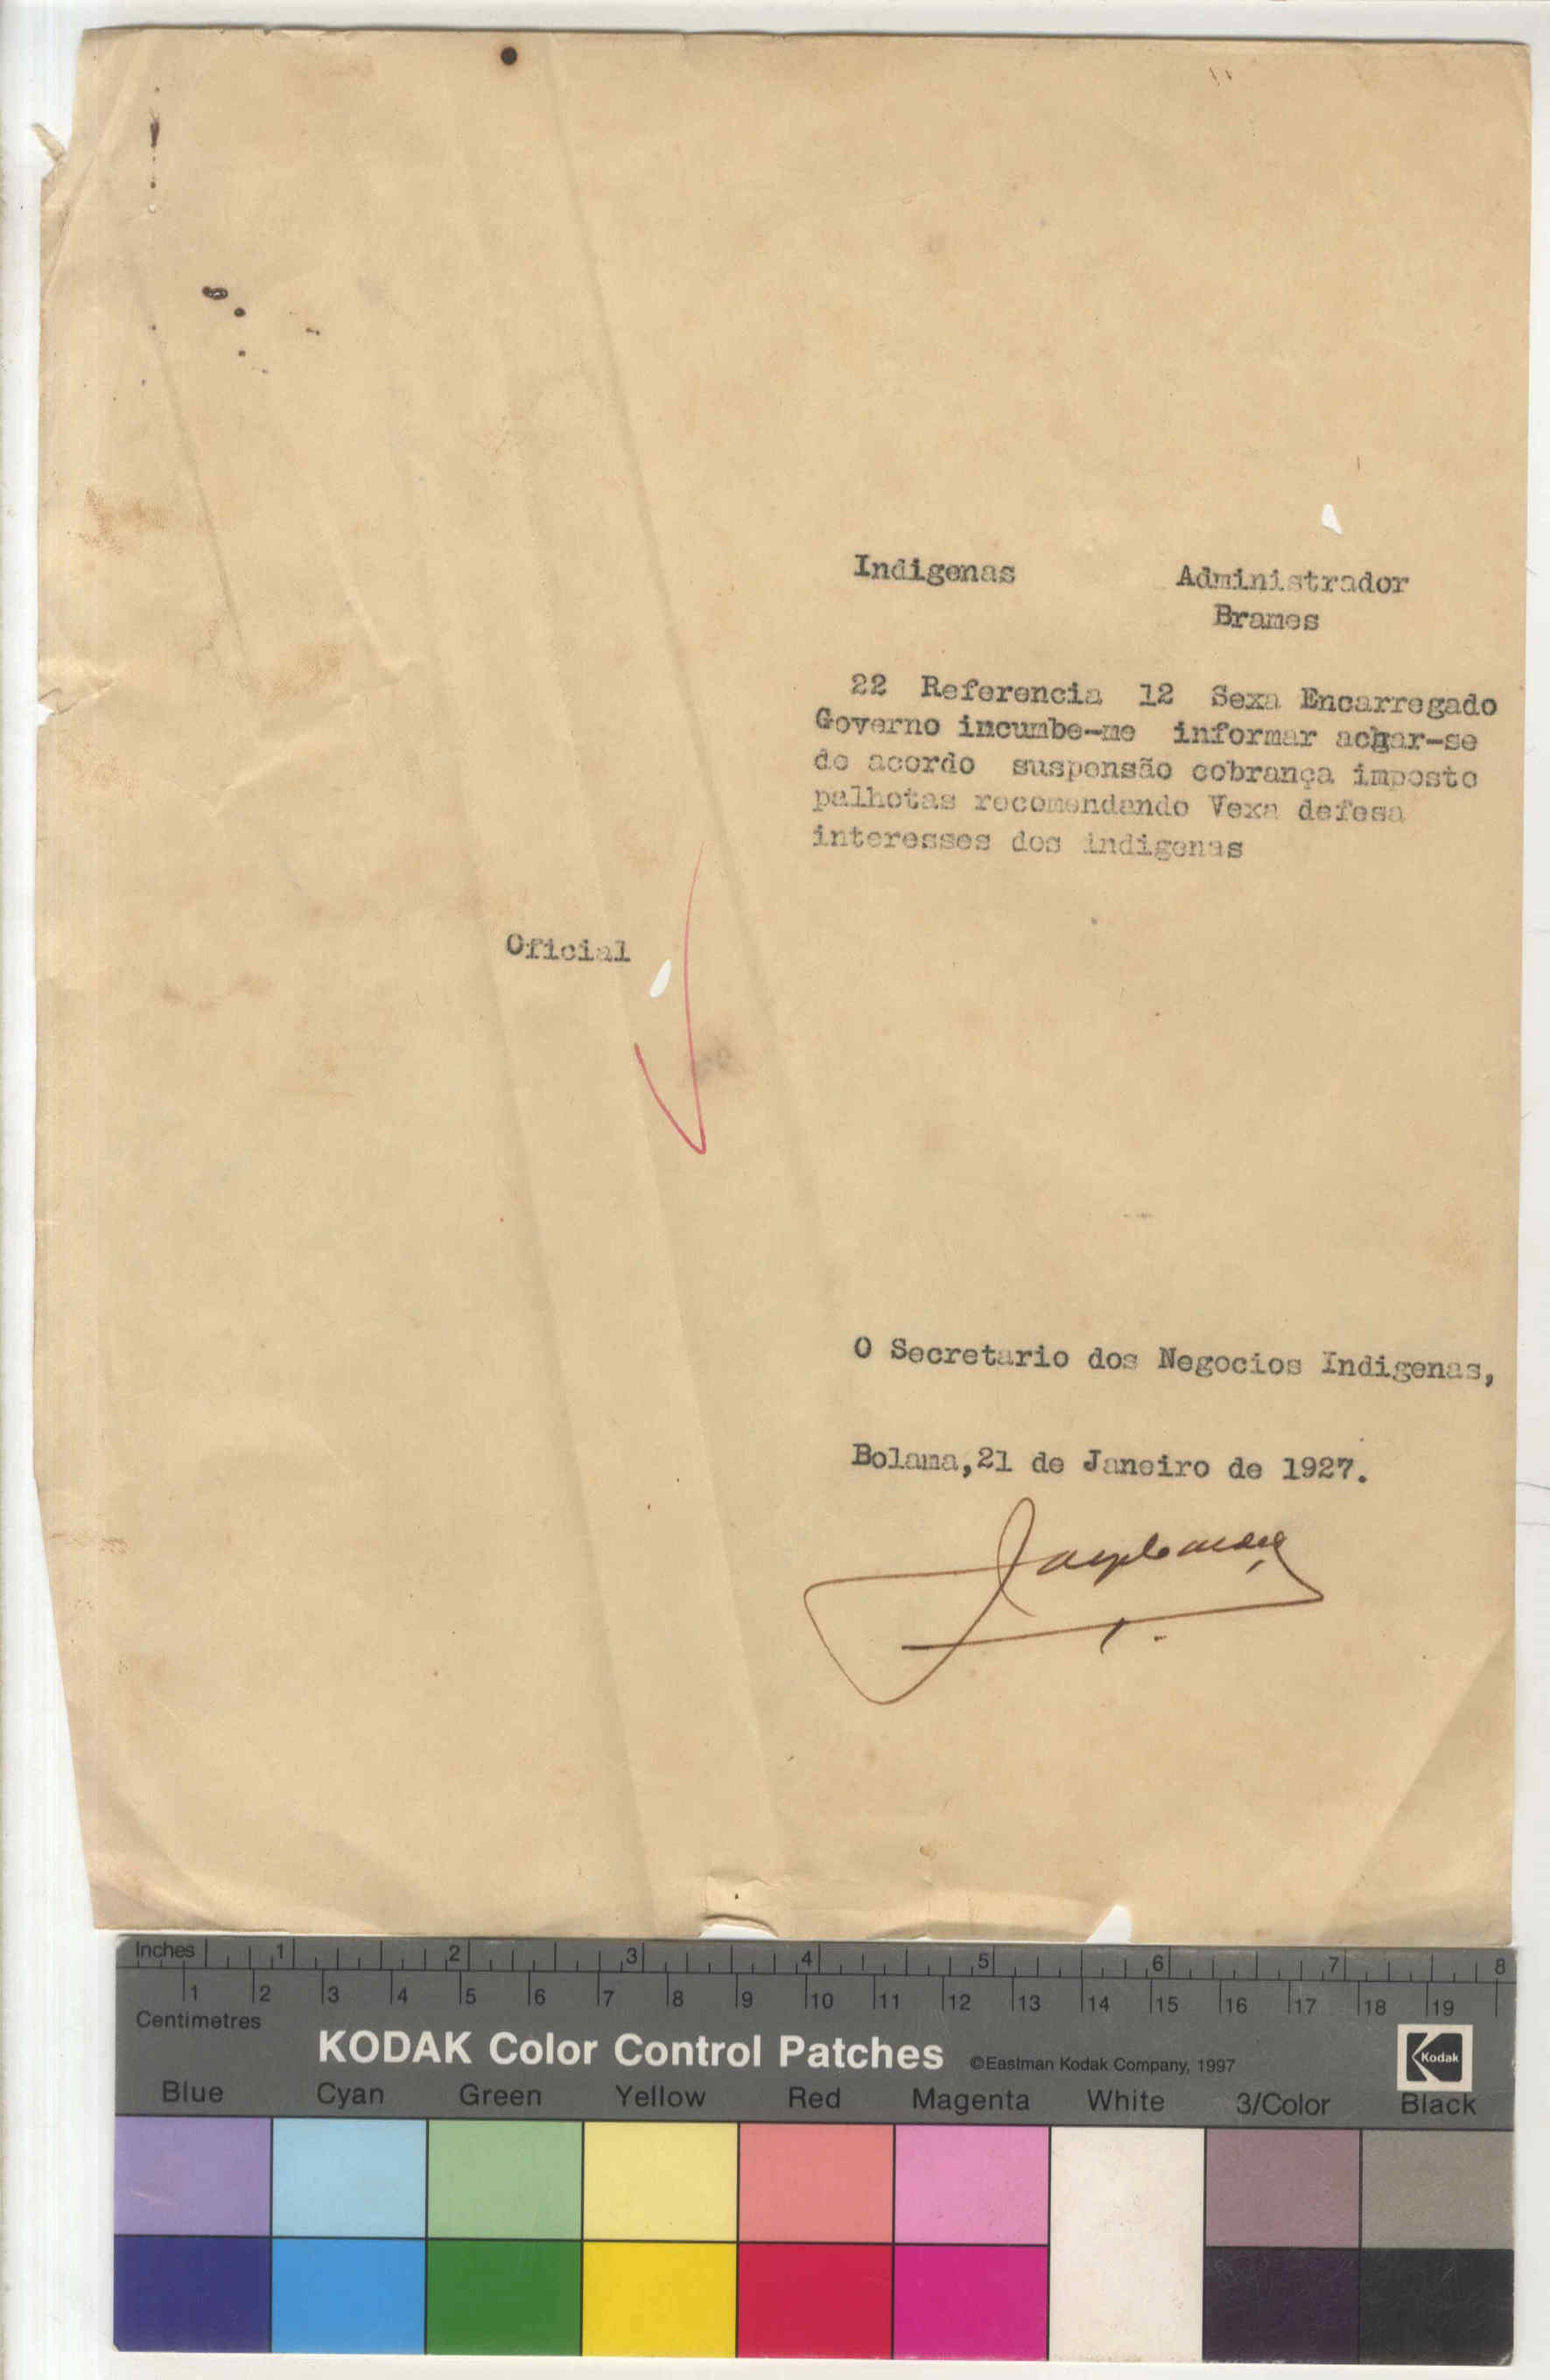 Indigenas Administrador
Brames
22 Referencia 12 Sexa Encarregado
Governo incumbe-me informar achar-se
de acordo suspensão cobrança imposto
palhotas recomendando Vexa defesa
interesses dos indigenas
Oficial
O Secretario dos Negocios Indigenas,
Bolama,21 de Janeiro de 1927.
Inches 1 2 3 4 5 6 7 8
1 2 3 4 5 6 7 8 9 10 11 12 13 14 15 16 17 18 19
Centimetres
KODAK Color Control Patches ©Eastman Kodak Company, 1997 Kodak
Blue Cyan Green Yellow Red Magenta White 3/Color Black